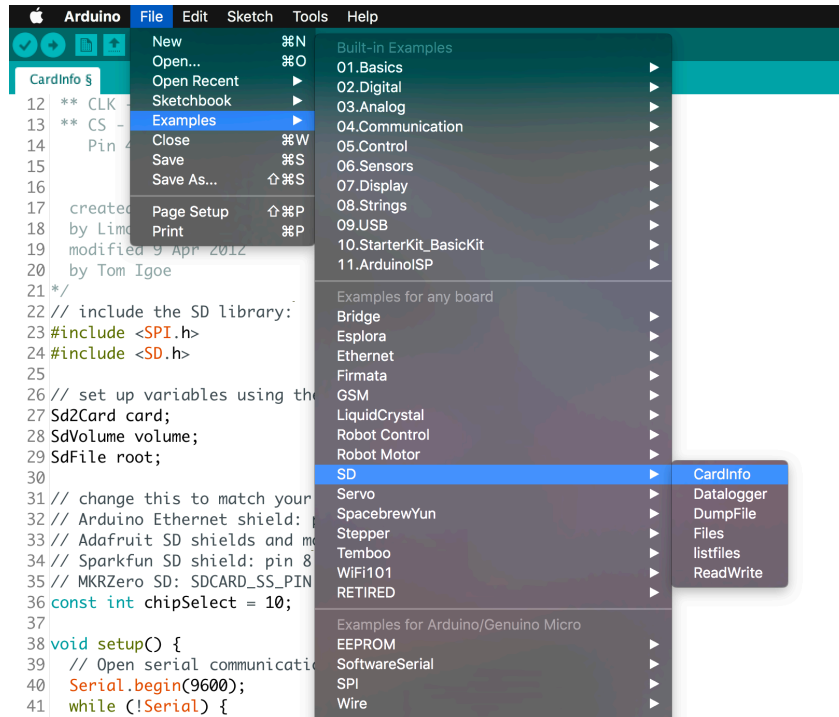 Arduino File Edit Sketch Tools Help
New ⌘N
Open... ⌘O
Open Recent
Sketchbook
Examples
Close ⌘W
Save ⌘S
Save As... ⇧⌘S
Page Setup ⇧⌘P
Print ⌘P
Built-in Examples
01.Basics
02.Digital
03.Analog
04.Communication
05.Control
06.Sensors
07.Display
08.Strings
09.USB
10.StarterKit_BasicKit
11.ArduinoISP
Examples for any board
Bridge
Esplora
Ethernet
Firmata
GSM
LiquidCrystal
Robot Control
Robot Motor
SD
Servo
SpacebrewYun
Stepper
Temboo
WiFi101
RETIRED
Examples for Arduino/Genuino Micro
EEPROM
SoftwareSerial
SPI
Wire
CardInfo
Datalogger
DumpFile
Files
listfiles
ReadWrite
CardInfo §
12 ** CLK -
13 ** CS -
14 Pin 4
15
16
17 created
18 by Limo
19 modified 9 Apr 2012
20 by Tom Igoe
21 */
22 // include the SD library:
23 #include <SPI.h>
24 #include <SD.h>
25
26 // set up variables using the
27 Sd2Card card;
28 SdVolume volume;
29 SdFile root;
30
31 // change this to match your
32 // Arduino Ethernet shield: p
33 // Adafruit SD shields and mo
34 // Sparkfun SD shield: pin 8
35 // MKRZero SD: SDCARD_SS_PIN
36 const int chipSelect = 10;
37
38 void setup() {
39 // Open serial communicatio
40 Serial.begin(9600);
41 while (!Serial) {